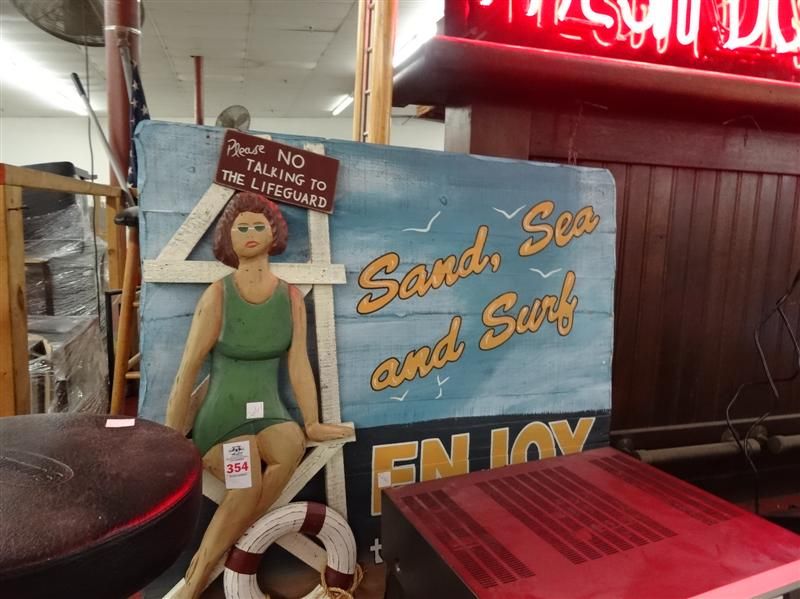 Please NO
TALKING TO
THE LIFEGUARD
Sand, Sea
and Surf
ENJOY
354